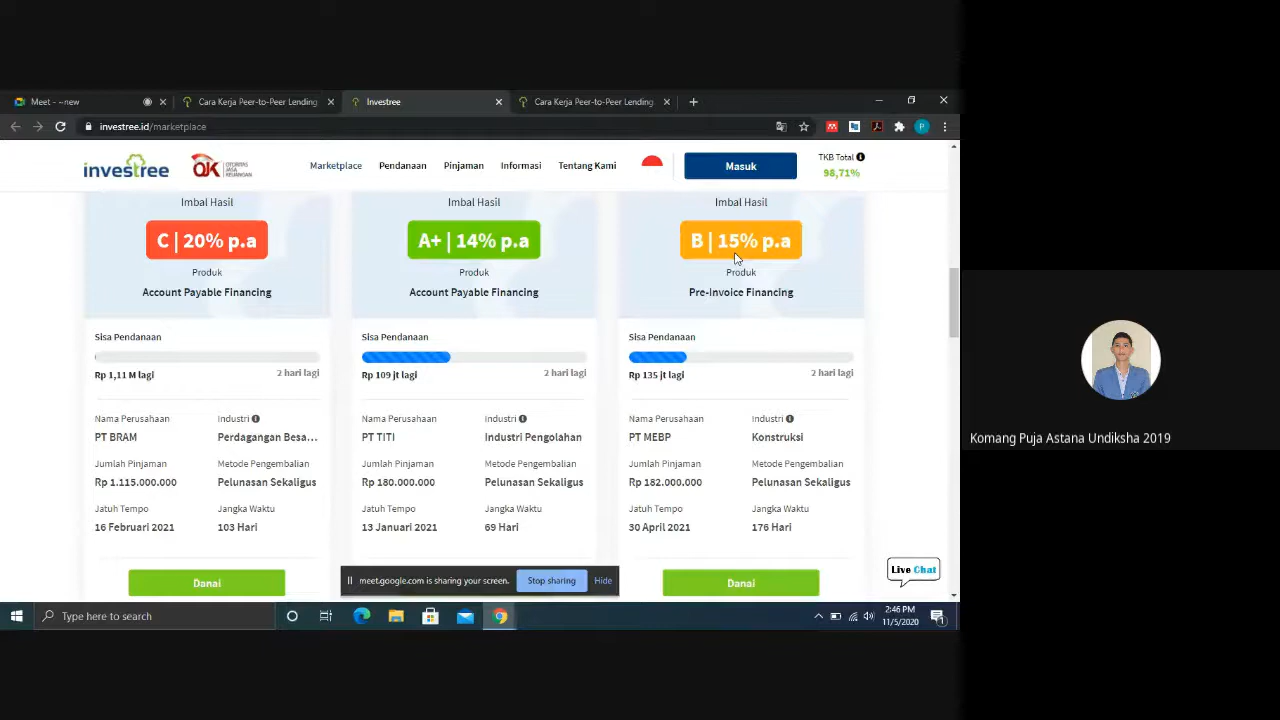 Meet - ~new
Cara Kerja Peer-to-Peer Lending
Investree
Cara Kerja Peer-to-Peer Lending
investree.id/marketplace
P
investree
OJK OTORITAS JASA KEUANGAN
Marketplace Pendanaan Pinjaman Informasi Tentang Kami
Masuk
TKB Total
98,71%
Imbal Hasil Imbal Hasil Imbal Hasil
C | 20% p.a A+ | 14% p.a B | 15% p.a
Produk Produk Produk
Account Payable Financing Account Payable Financing Pre-Invoice Financing
Sisa Pendanaan Sisa Pendanaan Sisa Pendanaan
Rp 1,11 M lagi 2 hari lagi Rp 109 jt lagi 2 hari lagi Rp 135 jt lagi 2 hari lagi
Nama Perusahaan Industri Nama Perusahaan Industri Nama Perusahaan Industri
PT BRAM Perdagangan Besa... PT TITI Industri Pengolahan PT MEBP Konstruksi
Jumlah Pinjaman Metode Pengembalian Jumlah Pinjaman Metode Pengembalian Jumlah Pinjaman Metode Pengembalian
Rp 1.115.000.000 Pelunasan Sekaligus Rp 180.000.000 Pelunasan Sekaligus Rp 182.000.000 Pelunasan Sekaligus
Jatuh Tempo Jangka Waktu Jatuh Tempo Jangka Waktu Jatuh Tempo Jangka Waktu
16 Februari 2021 103 Hari 13 Januari 2021 69 Hari 30 April 2021 176 Hari
Danai Danai
Live Chat
meet.google.com is sharing your screen. Stop sharing Hide
Type here to search
2:46 PM
11/5/2020
1
Komang Puja Astana Undiksha 2019